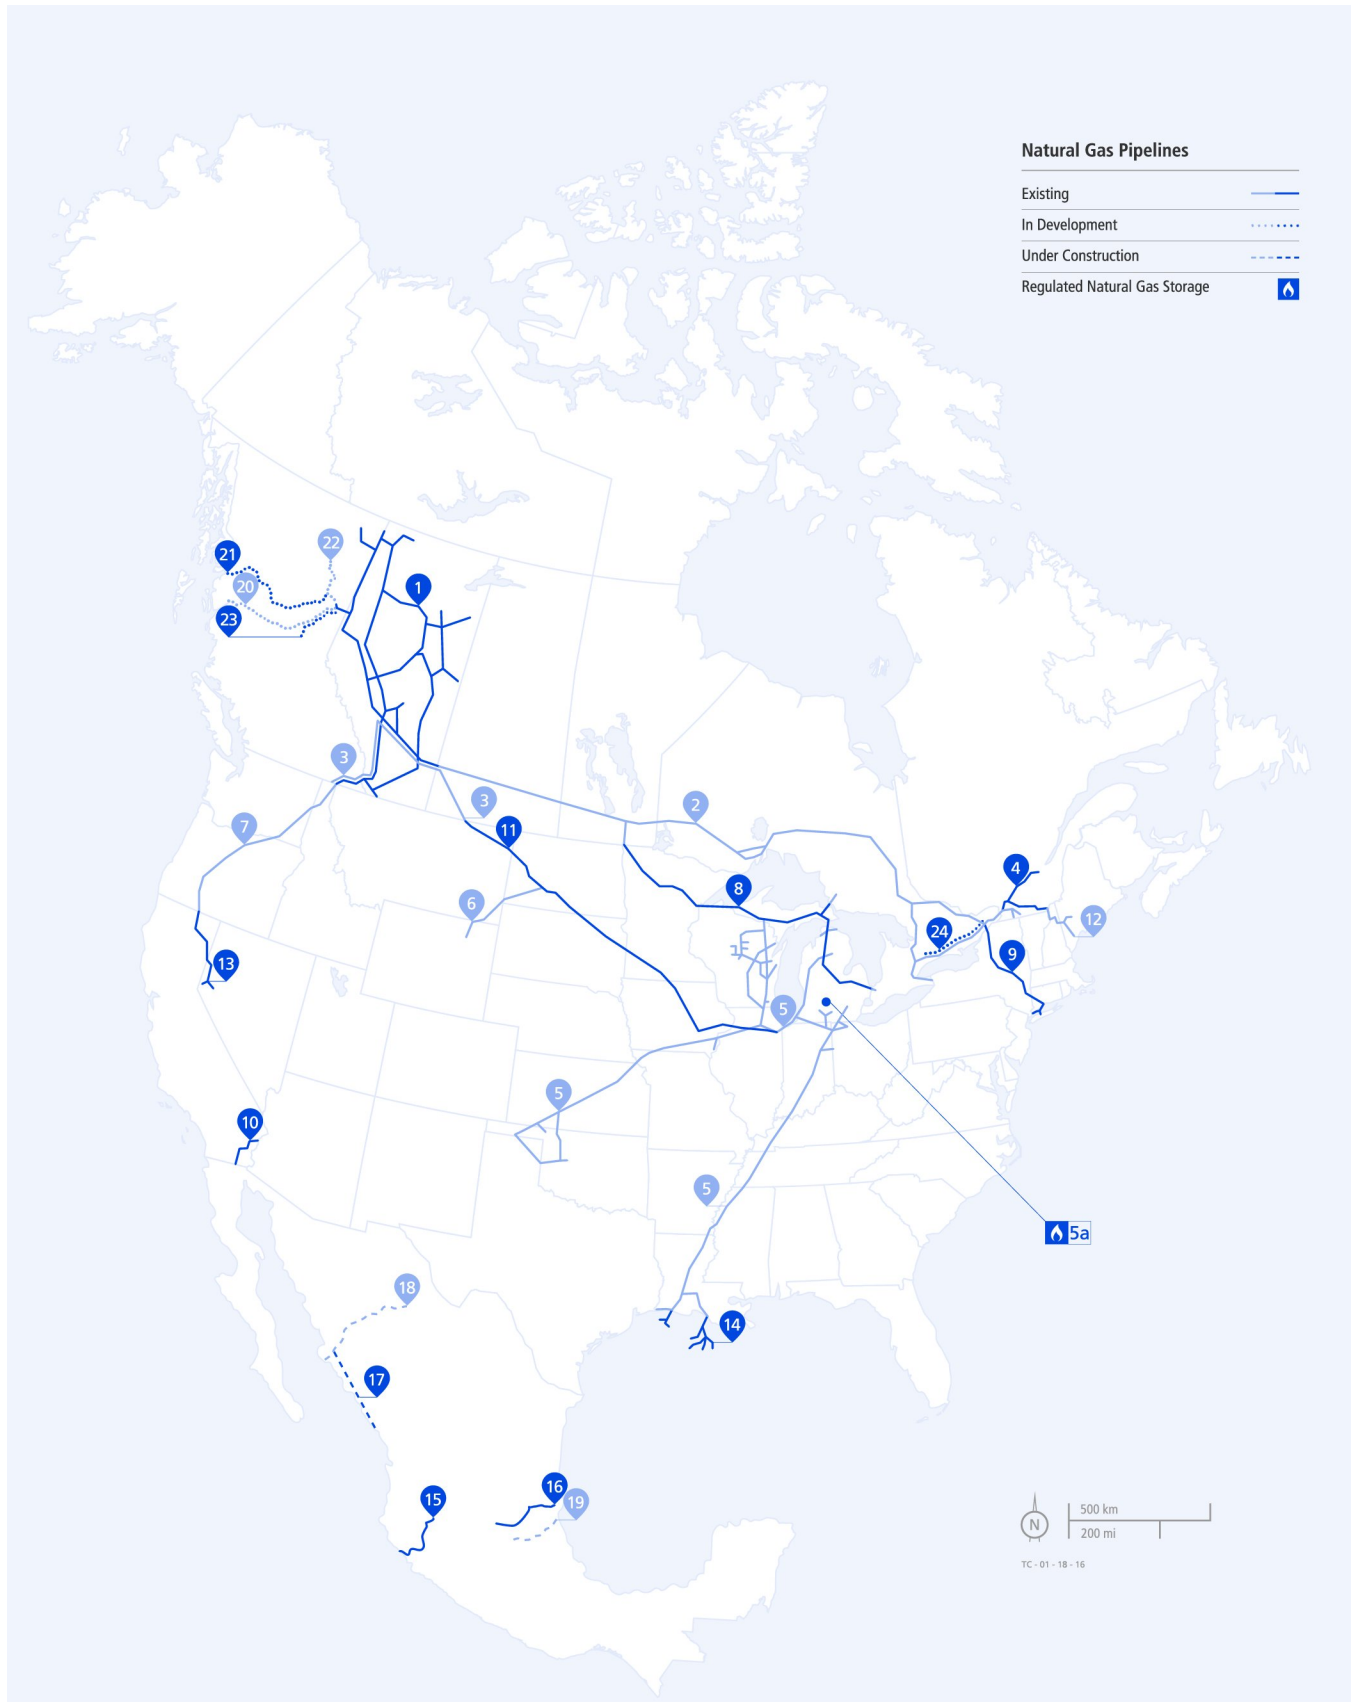 Natural Gas Pipelines
Existing
In Development
Under Construction
Regulated Natural Gas Storage
22
21
20
1
23
3
3
2
7
11
4
8
6
12
24
9
13
5
5
10
5
5a
18
14
17
16
15
19
500 km
N
200 mi
TC - 01 - 18 - 16